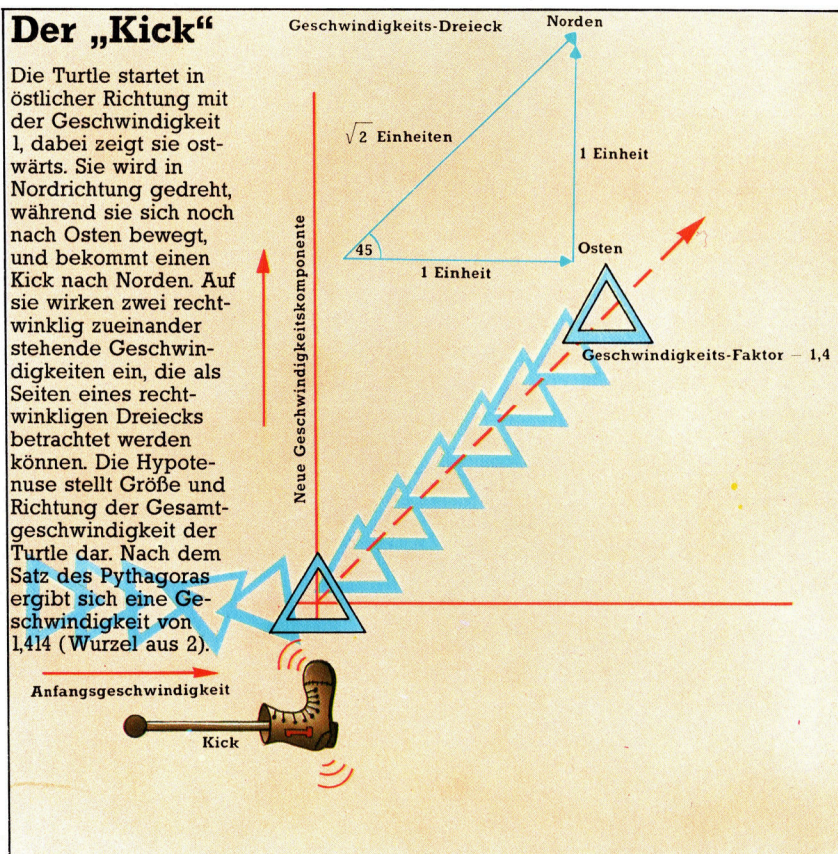 Der „Kick“
Die Turtle startet in
östlicher Richtung mit
der Geschwindigkeit
1, dabei zeigt sie ost-
wärts. Sie wird in
Nordrichtung gedreht,
während sie sich noch
nach Osten bewegt,
und bekommt einen
Kick nach Norden. Auf
sie wirken zwei recht-
winklig zueinander
stehende Geschwin-
digkeiten ein, die als
Seiten eines recht-
winkligen Dreiecks
betrachtet werden
können. Die Hypote-
nuse stellt Größe und
Richtung der Gesamt-
geschwindigkeit der
Turtle dar. Nach dem
Satz des Pythagoras
ergibt sich eine Ge-
schwindigkeit von
1,414 (Wurzel aus 2).
Geschwindigkeits-Dreieck
Norden
√2 Einheiten
1 Einheit
45
Osten
1 Einheit
Neue Geschwindigkeitskomponente
Geschwindigkeits-Faktor – 1,4
Anfangsgeschwindigkeit
1
Kick